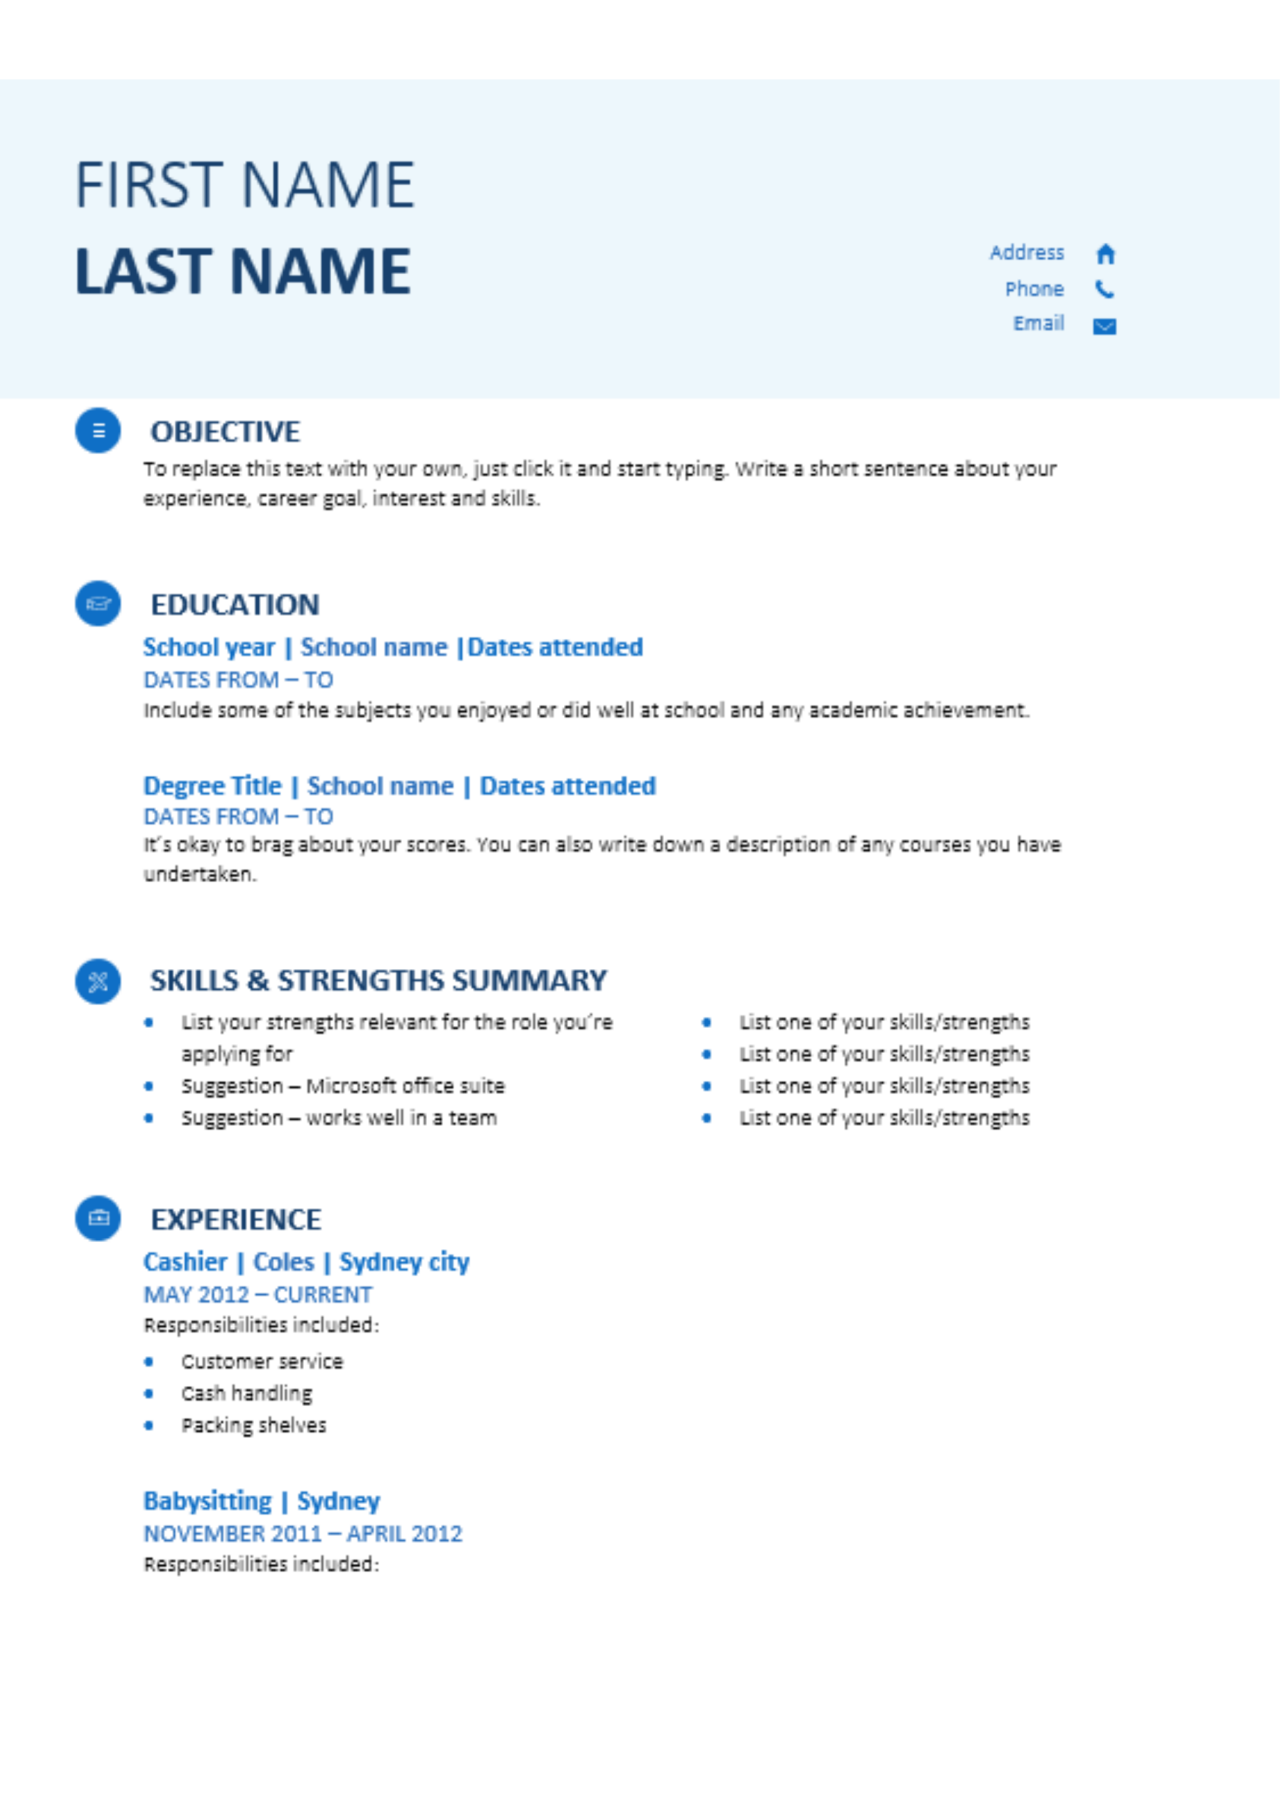 FIRST NAME
LAST NAME
Address
Phone
Email
OBJECTIVE
To replace this text with your own, just click it and start typing. Write a short sentence about your
experience, career goal, interest and skills.
EDUCATION
School year | School name |Dates attended
DATES FROM – TO
Include some of the subjects you enjoyed or did well at school and any academic achievement.
Degree Title | School name | Dates attended
DATES FROM – TO
It's okay to brag about your scores. You can also write down a description of any courses you have
undertaken.
SKILLS & STRENGTHS SUMMARY
• List your strengths relevant for the role you're
applying for
• Suggestion – Microsoft office suite
• Suggestion – works well in a team
• List one of your skills/strengths
• List one of your skills/strengths
• List one of your skills/strengths
• List one of your skills/strengths
EXPERIENCE
Cashier | Coles | Sydney city
MAY 2012 – CURRENT
Responsibilities included:
• Customer service
• Cash handling
• Packing shelves
Babysitting | Sydney
NOVEMBER 2011 – APRIL 2012
Responsibilities included: